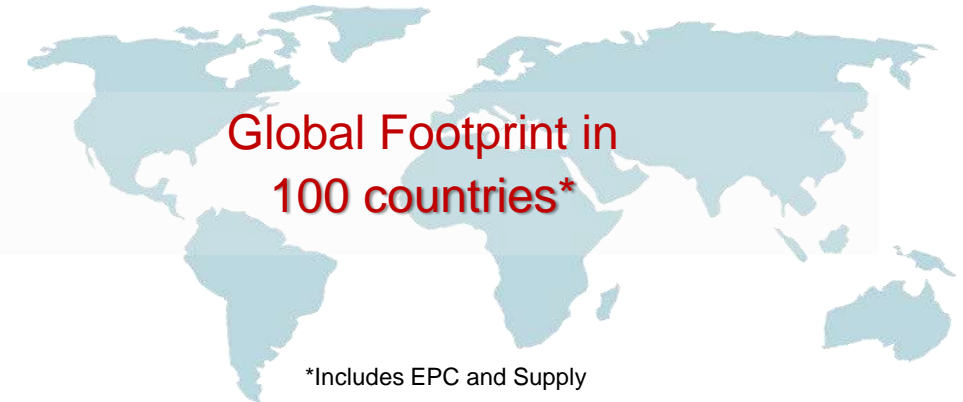 Global Footprint in
100 countries*
*Includes EPC and Supply